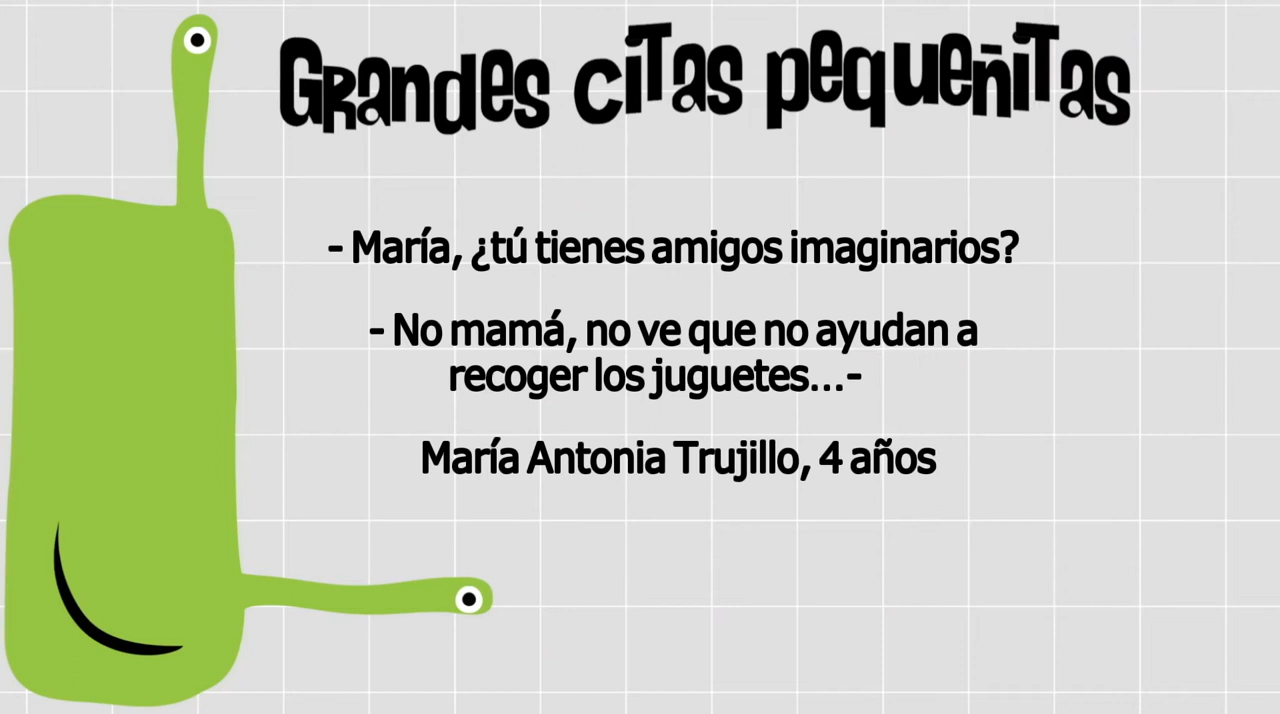 Grandes citas pequeñitas
- María, ¿tú tienes amigos imaginarios?
- No mamá, no ve que no ayudan a
recoger los juguetes...-
María Antonia Trujillo, 4 años